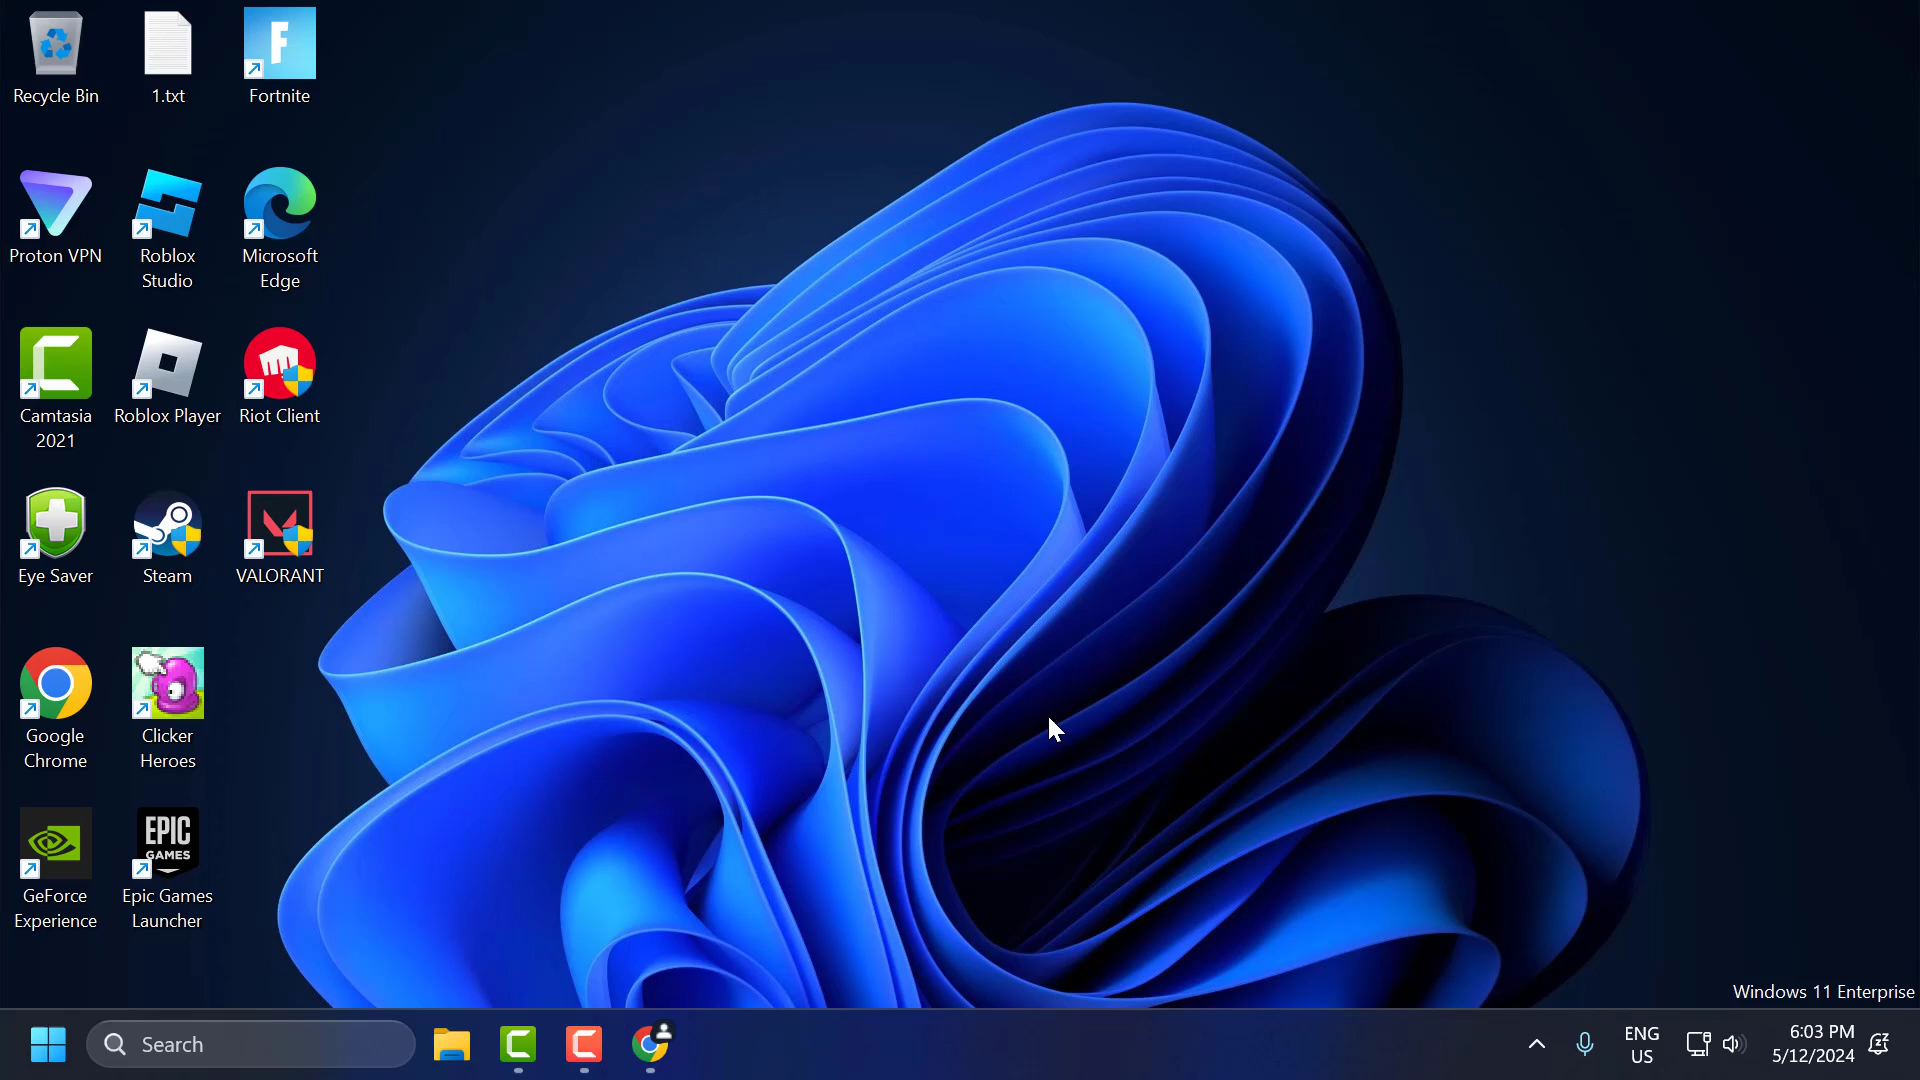 Recycle Bin
1.txt
F
Fortnite
Proton VPN
Roblox
Studio
Microsoft
Edge
Camtasia
2021
Roblox Player
Riot Client
Eye Saver
Steam
VALORANT
Google
Chrome
Clicker
Heroes
GeForce
Experience
EPIC
GAMES
Epic Games
Launcher
Windows 11 Enterprise
Search
ENG
US
6:03 PM
5/12/2024